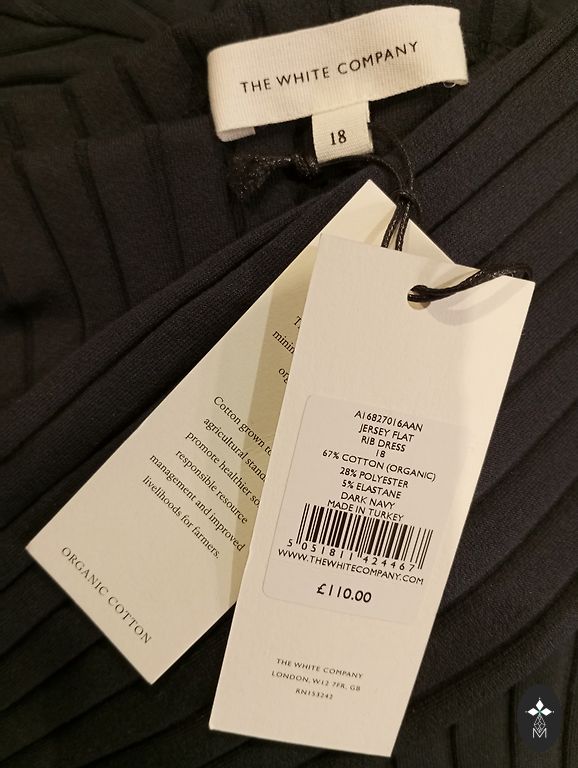 THE WHITE COMPANY
18
minim
Cotton grown to
agricultural stand
promote healthier so
responsible resource
management and improved
livelihoods for farmers.
ORGANIC COTTON
A16827016AAN
JERSEY FLAT
RIB DRESS
18
67% COTTON (ORGANIC)
28% POLYESTER
5% ELASTANE
DARK NAVY
MADE IN TURKEY
5 051811 424467
WWW.THEWHITECOMPANY.COM
£110.00
THE WHITE COMPANY
LONDON, W12 7FR, GB
RN153242
M